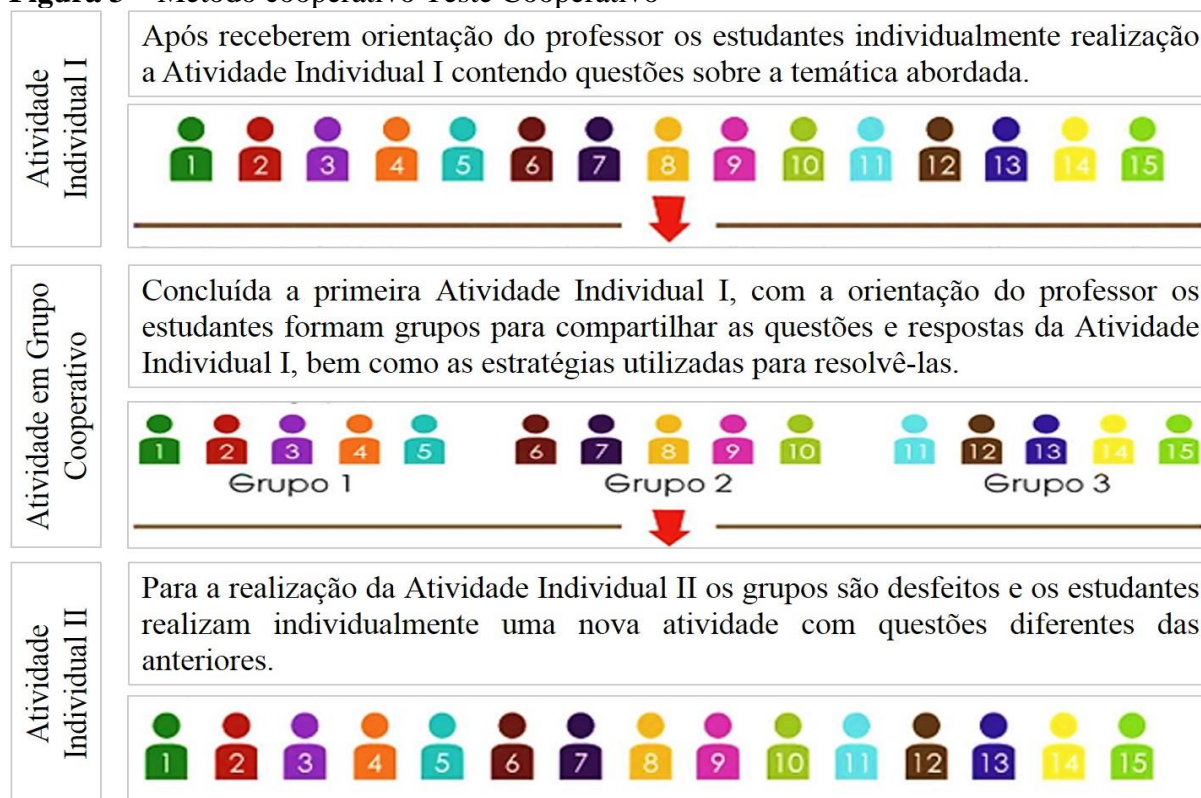 Figura 3 – Método cooperativo Teste Cooperativo
Atividade
Individual I
Após receberem orientação do professor os estudantes individualmente realização
a Atividade Individual I contendo questões sobre a temática abordada.
1 2 3 4 5 6 7 8 9 10 11 12 13 14 15
Atividade em Grupo
Cooperativo
Concluída a primeira Atividade Individual I, com a orientação do professor os
estudantes formam grupos para compartilhar as questões e respostas da Atividade
Individual I, bem como as estratégias utilizadas para resolvê-las.
1 2 3 4 5 6 7 8 9 10 11 12 13 14 15
Grupo 1 Grupo 2 Grupo 3
Atividade
Individual II
Para a realização da Atividade Individual II os grupos são desfeitos e os estudantes
realizam individualmente uma nova atividade com questões diferentes das
anteriores.
1 2 3 4 5 6 7 8 9 10 11 12 13 14 15